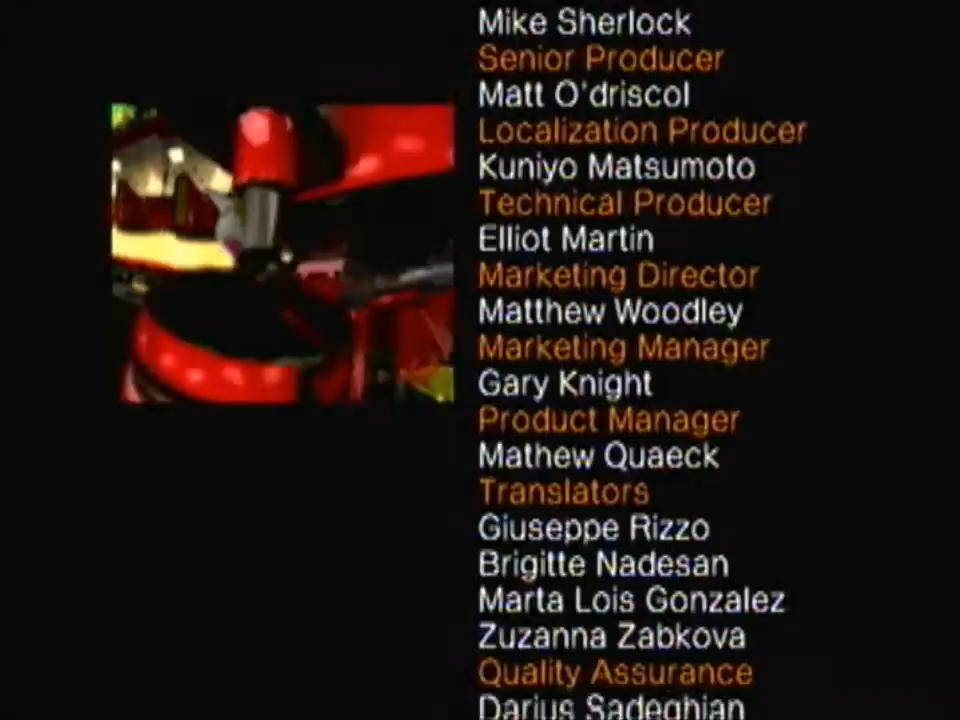 Mike Sherlock
Senior Producer
Matt O'driscol
Localization Producer
Kuniyo Matsumoto
Technical Producer
Elliot Martin
Marketing Director
Matthew Woodley
Marketing Manager
Gary Knight
Product Manager
Mathew Quaeck
Translators
Giuseppe Rizzo
Brigitte Nadesan
Marta Lois Gonzalez
Zuzanna Zabkova
Quality Assurance
Darius Sadeghian